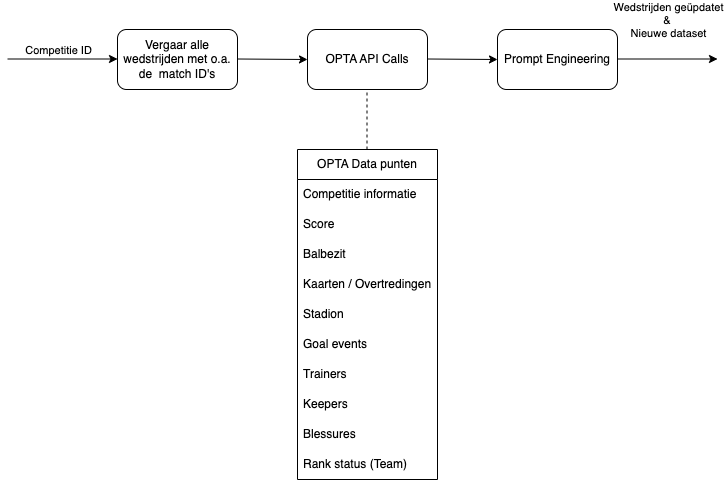 Wedstrijden geüpdatet
&
Nieuwe dataset
Competitie ID
Vergaar alle
wedstrijden met o.a.
de match ID's
OPTA API Calls
Prompt Engineering
OPTA Data punten
Competitie informatie
Score
Balbezit
Kaarten / Overtredingen
Stadion
Goal events
Trainers
Keepers
Blessures
Rank status (Team)